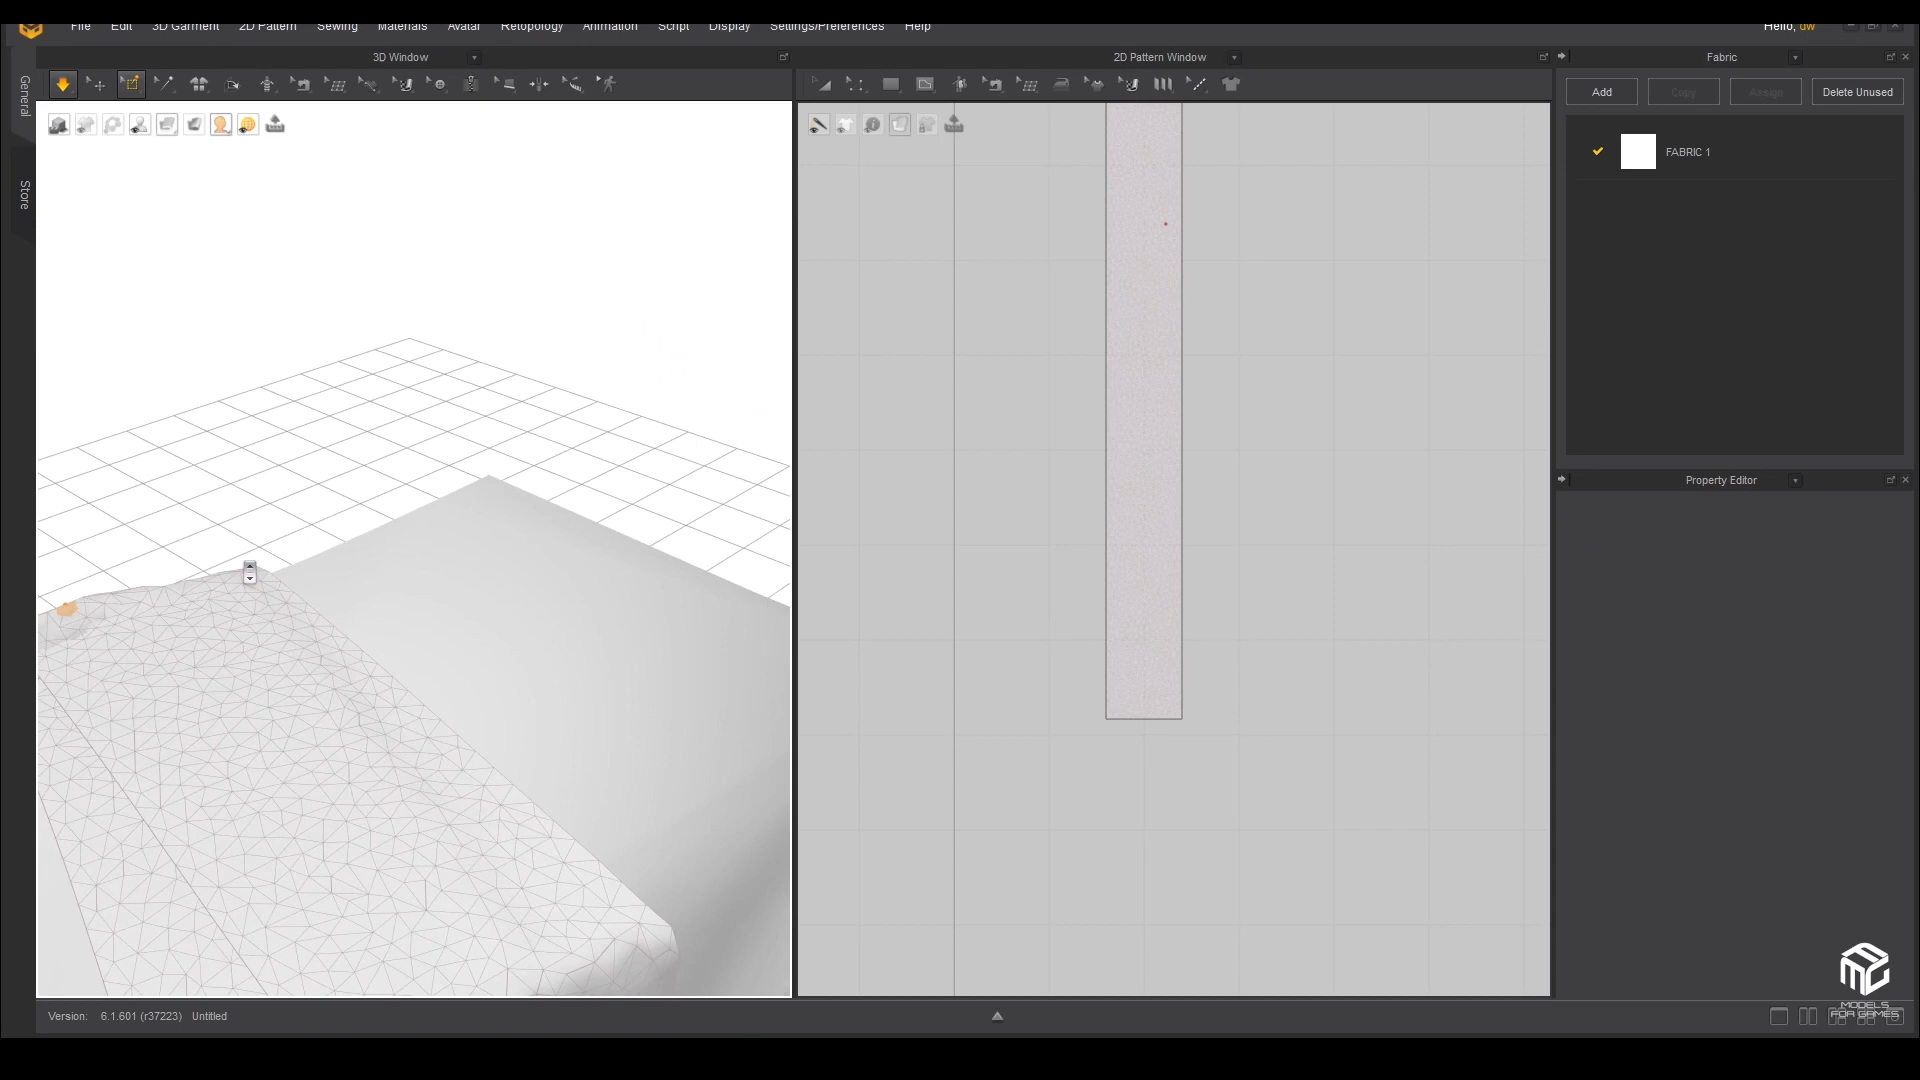 File Edit 3D Garment 2D Pattern Sewing Materials Avatar Retopology Animation Script Display Settings/Preferences Help Hello, dw
3D Window
2D Pattern Window
Fabric
General
Store
Add
Copy
Assign
Delete Unused
FABRIC 1
Property Editor
MODELS
FOR GAMES
Version: 6.1.601 (r37223) Untitled